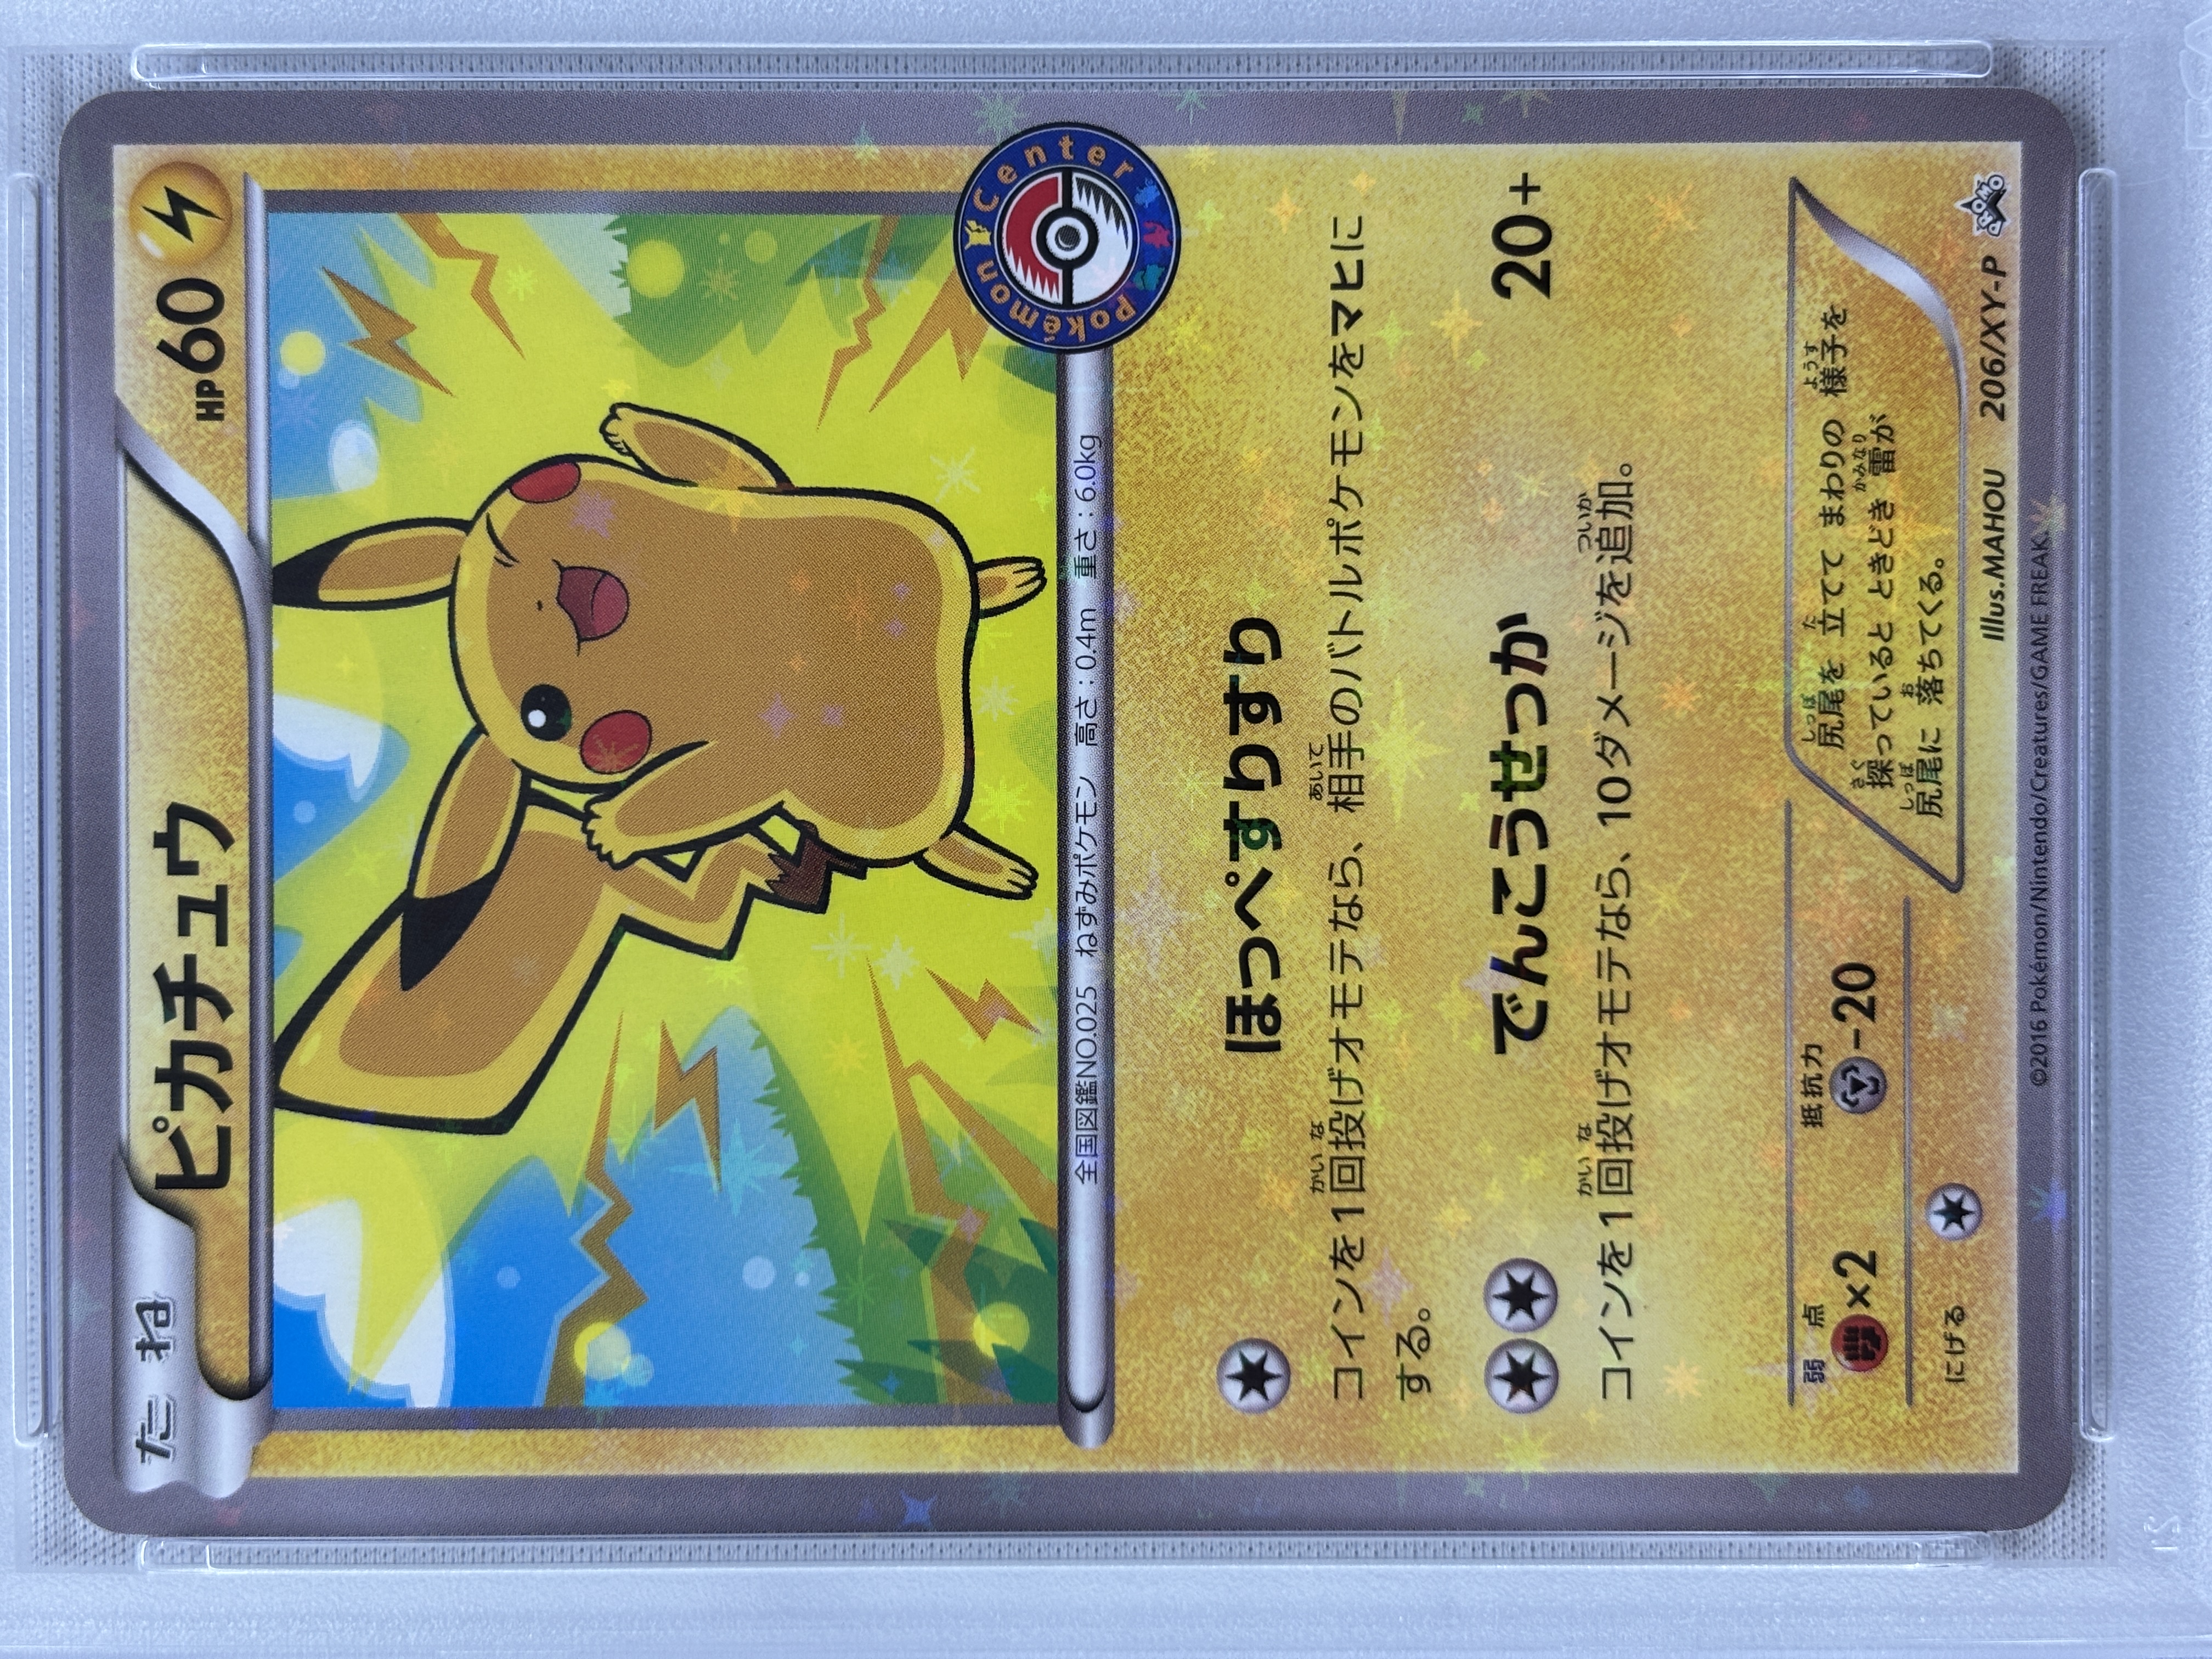 たね
ピカチュウ
HP60
Pokémon Center
全国図鑑NO.025 ねずみポケモン 高さ:0.4m 重さ:6.0kg
ほっぺすりすり
コインを1回投げオモテなら、相手のバトルポケモンをマヒに
する。
でんこうせっか 20+
コインを1回投げオモテなら、10ダメージを追加。
弱点
×2
抵抗力
-20
にげる
尻尾を 立てて まわりの 様子を
探っていると ときどき 雷が
尻尾に 落ちてくる。
Illus.MAHOU 206/XY-P PROMO
©2016 Pokémon/Nintendo/Creatures/GAME FREAK.